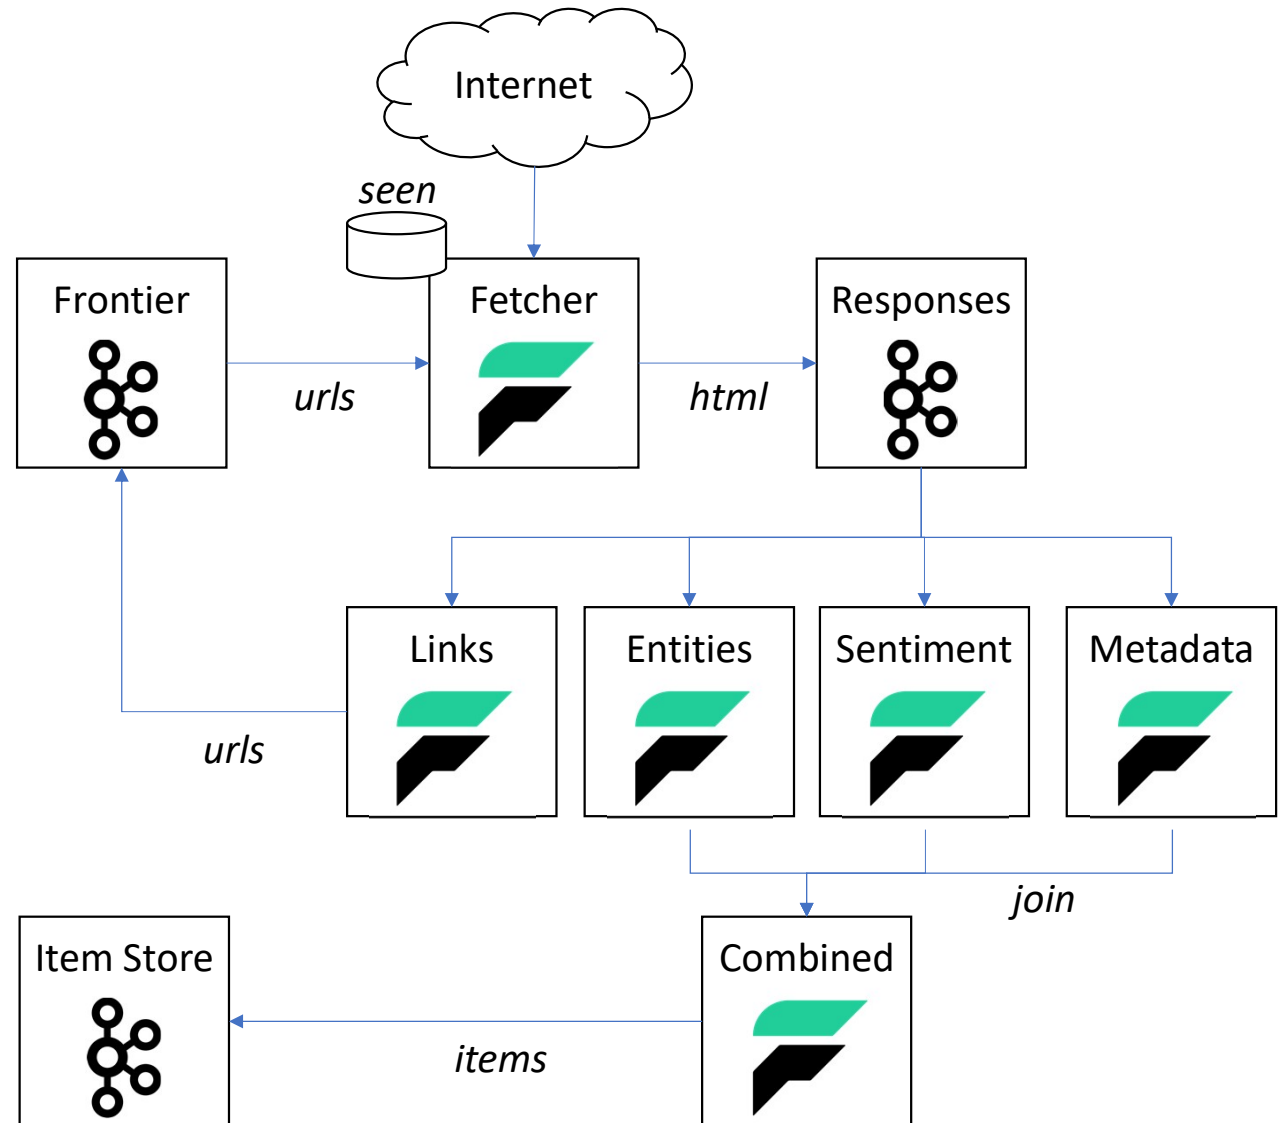 Internet
seen
Frontier
Fetcher
Responses
urls
html
Links
Entities
Sentiment
Metadata
urls
join
Item Store
Combined
items